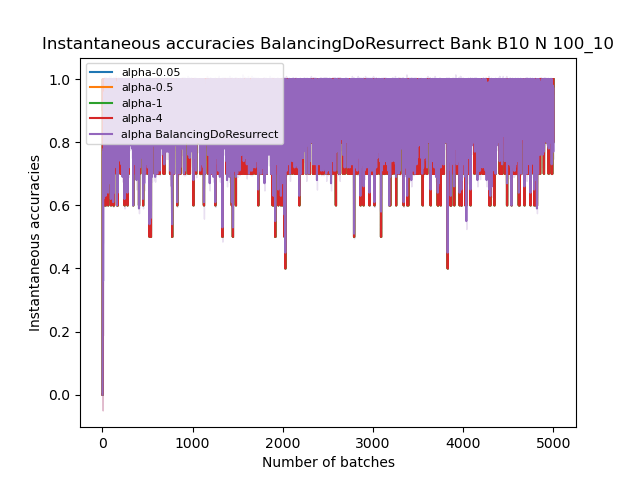 Instantaneous accuracies BalancingDoResurrect Bank B10 N 100_10
alpha-0.05
alpha-0.5
alpha-1
alpha-4
alpha BalancingDoResurrect
1.0
0.8
0.6
0.4
0.2
0.0
Instantaneous accuracies
0 1000 2000 3000 4000 5000
Number of batches